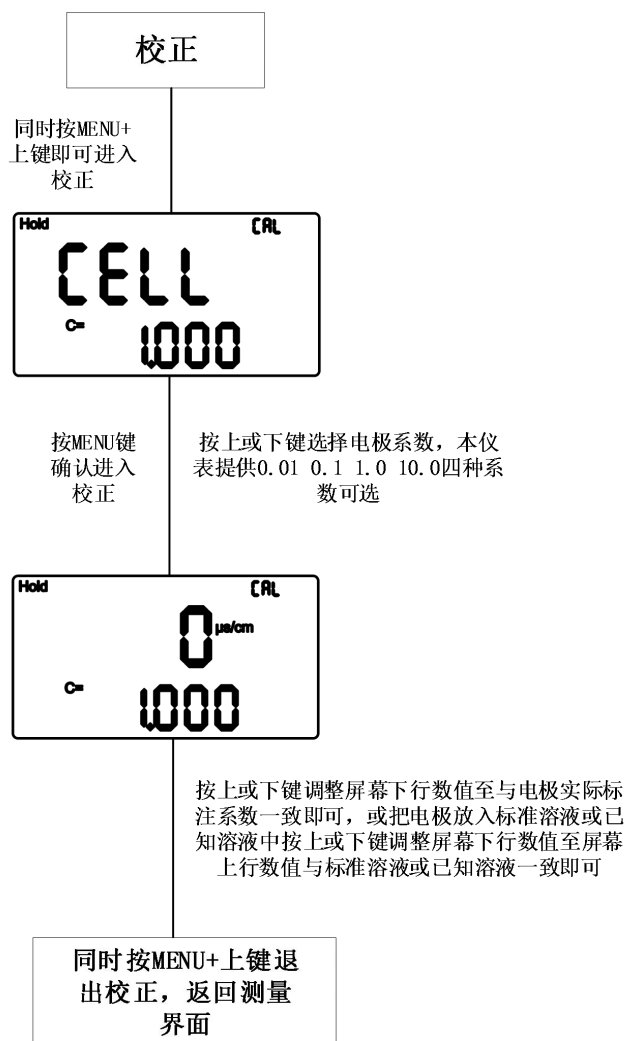 校正
同时按MENU+
上键即可进入
校正
Hold CAL
CELL
C= 1.000
按MENU键
确认进入
校正
按上或下键选择电极系数，本仪
表提供0.01 0.1 1.0 10.0四种系
数可选
Hold CAL
0 µs/cm
C= 1.000
按上或下键调整屏幕下行数值至与电极实际标
注系数一致即可，或把电极放入标准溶液或已
知溶液中按上或下键调整屏幕下行数值至屏幕
上行数值与标准溶液或已知溶液一致即可
同时按MENU+上键退
出校正，返回测量
界面